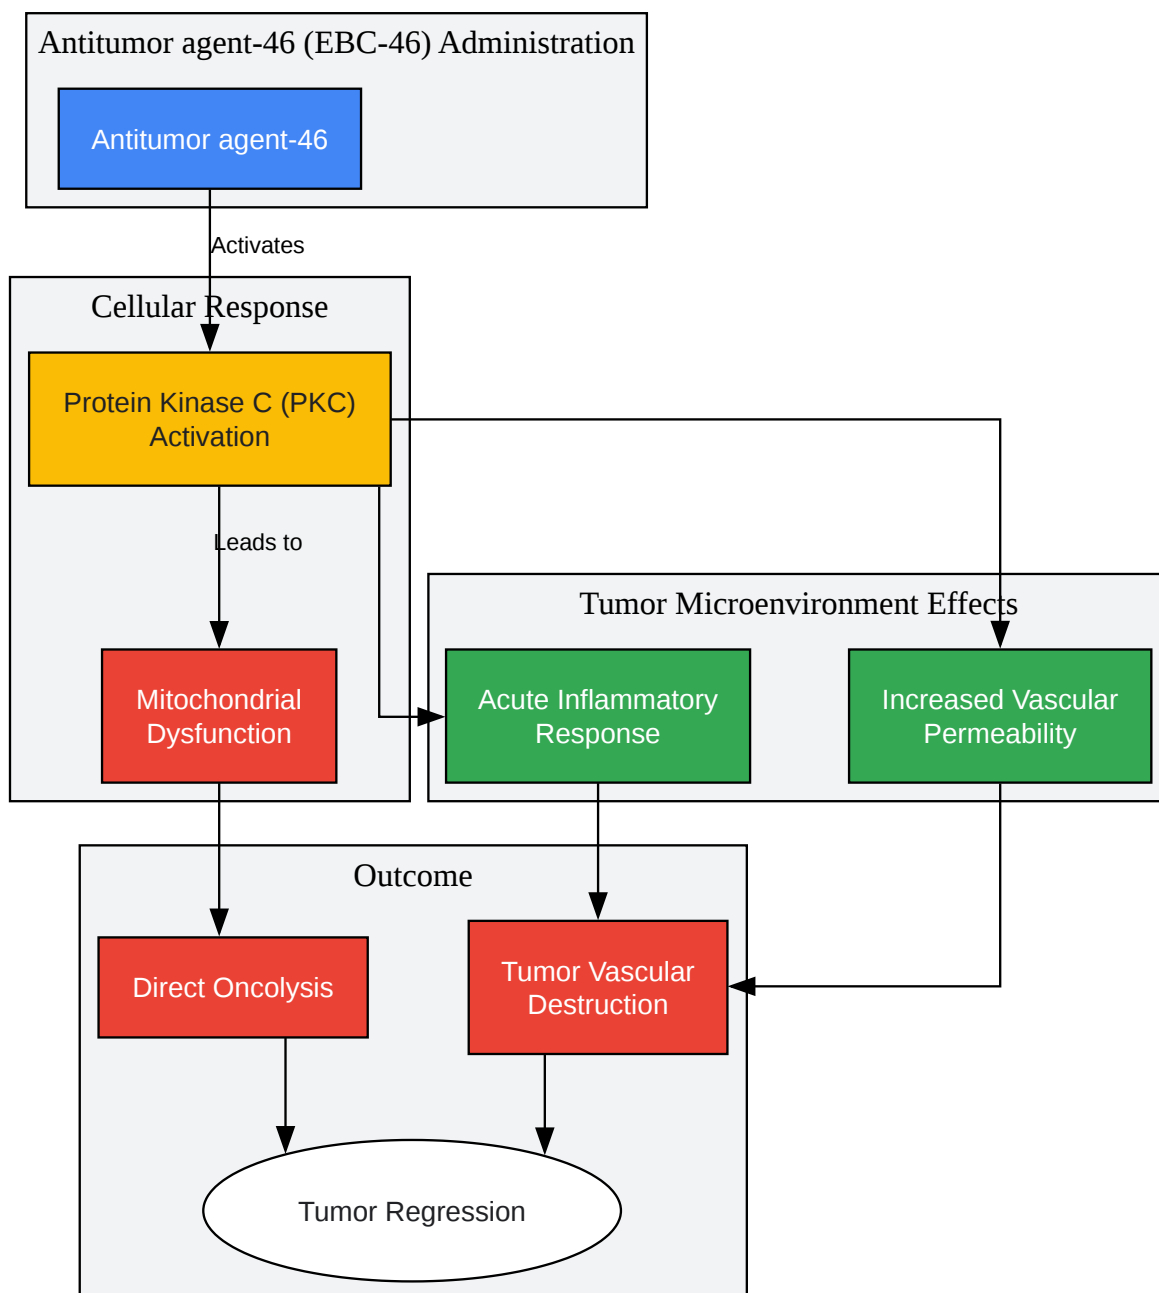 Antitumor agent-46 (EBC-46) Administration
Antitumor agent-46
Activates
Cellular Response
Protein Kinase C (PKC)
Activation
Leads to
Tumor Microenvironment Effects
Mitochondrial
Dysfunction
Acute Inflammatory
Response
Increased Vascular
Permeability
Outcome
Direct Oncolysis
Tumor Vascular
Destruction
Tumor Regression